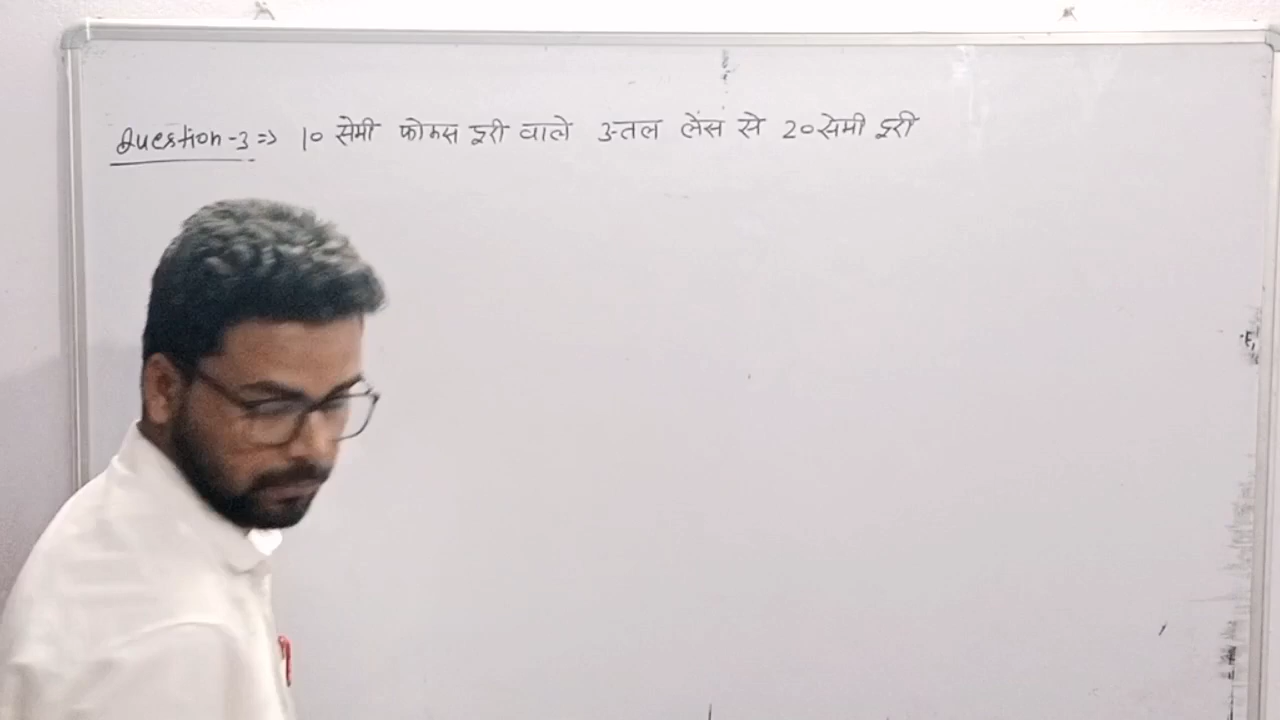 Question-3 => 10 सेमी फोकस दूरी वाले उत्तल लेंस से 20 सेमी दूरी